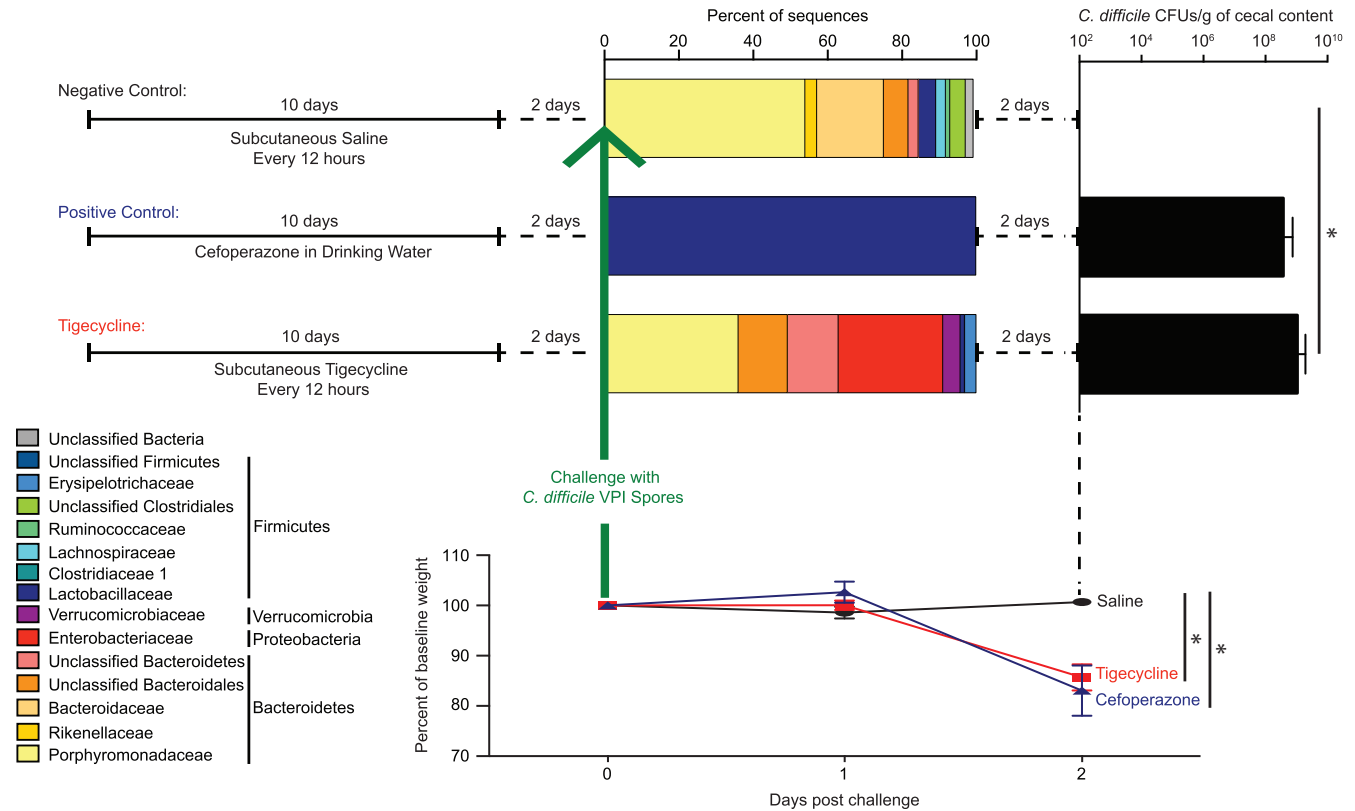 Percent of sequences
C. difficile CFUs/g of cecal content
0 20 40 60 80 100
10² 10⁴ 10⁶ 10⁸ 10¹⁰
Negative Control:
10 days
2 days
2 days
Subcutaneous Saline
Every 12 hours
Positive Control:
10 days
2 days
2 days
*
Cefoperazone in Drinking Water
Tigecycline:
10 days
2 days
2 days
Subcutaneous Tigecycline
Every 12 hours
Unclassified Bacteria
Unclassified Firmicutes
Erysipelotrichaceae
Unclassified Clostridiales
Ruminococcaceae
Lachnospiraceae
Clostridiaceae 1
Lactobacillaceae
Verrucomicrobiaceae
Enterobacteriaceae
Unclassified Bacteroidetes
Unclassified Bacteroidales
Bacteroidaceae
Rikenellaceae
Porphyromonadaceae
Firmicutes
Verrucomicrobia
Proteobacteria
Bacteroidetes
Challenge with
C. difficile VPI Spores
Percent of baseline weight
110
100
90
80
70
Saline
Tigecycline
Cefoperazone
*
*
0 1 2
Days post challenge